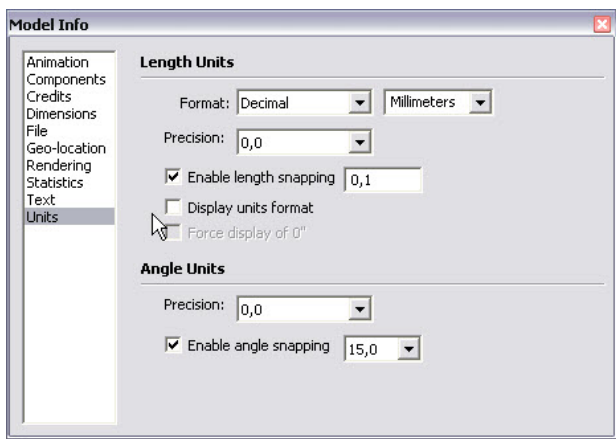 Model Info
Animation
Components
Credits
Dimensions
File
Geo-location
Rendering
Statistics
Text
Units
Length Units
Format: Decimal Millimeters
Precision: 0,0
Enable length snapping 0,1
Display units format
Force display of 0"
Angle Units
Precision: 0,0
Enable angle snapping 15,0